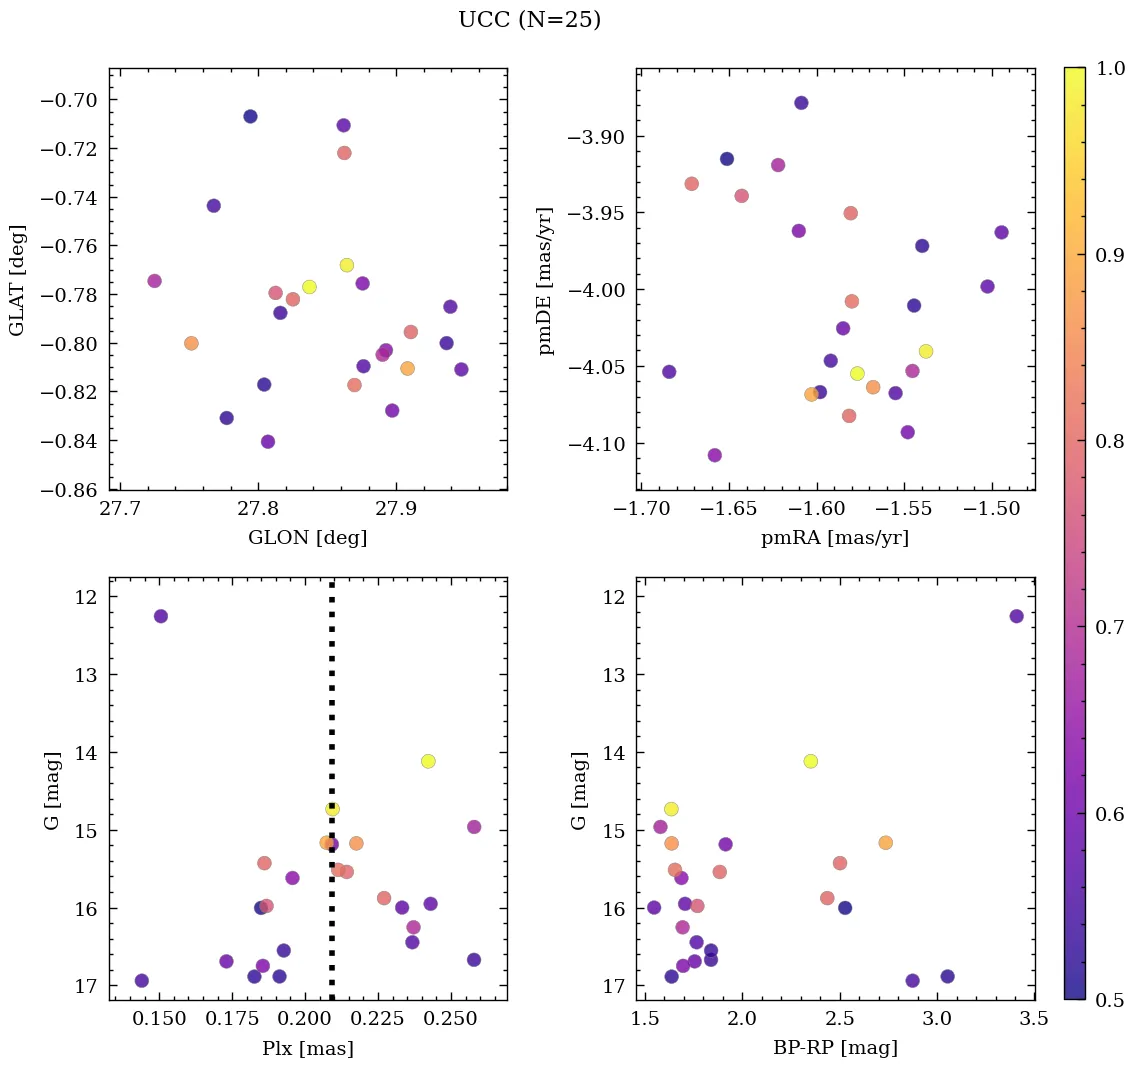 UCC (N=25)
−0.70
−0.72
−0.74
−0.76
−0.78
−0.80
−0.82
−0.84
−0.86
GLAT [deg]
27.7 27.8 27.9
GLON [deg]
−3.90
−3.95
−4.00
−4.05
−4.10
pmDE [mas/yr]
−1.70 −1.65 −1.60 −1.55 −1.50
pmRA [mas/yr]
12
13
14
15
16
17
G [mag]
0.150 0.175 0.200 0.225 0.250
Plx [mas]
12
13
14
15
16
17
G [mag]
1.5 2.0 2.5 3.0 3.5
BP-RP [mag]
1.0
0.9
0.8
0.7
0.6
0.5